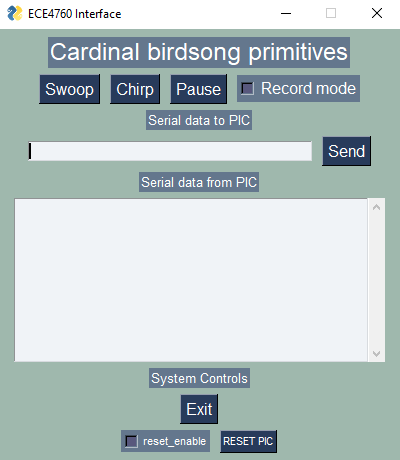 ECE4760 Interface
Cardinal birdsong primitives
Swoop Chirp Pause Record mode
Serial data to PIC
Send
Serial data from PIC
System Controls
Exit
reset_enable RESET PIC